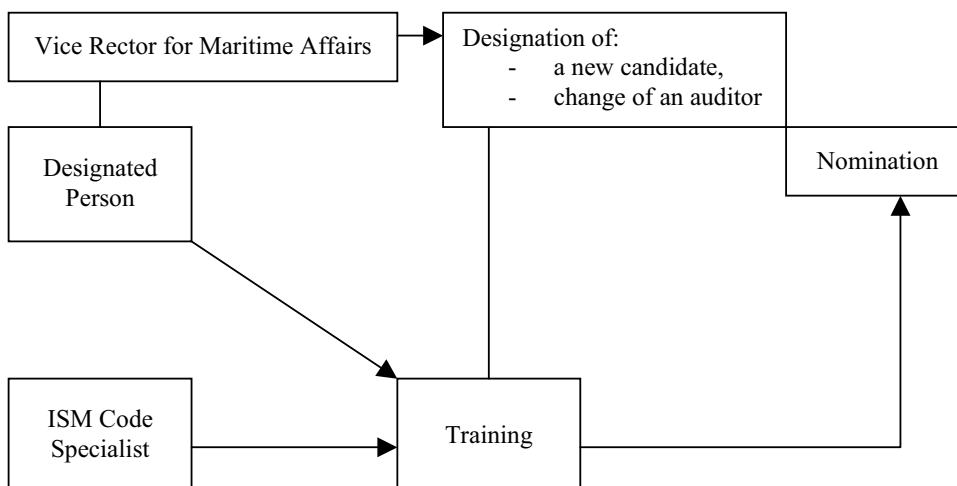 Vice Rector for Maritime Affairs
Designation of:
- a new candidate,
- change of an auditor
Designated
Person
Nomination
ISM Code
Specialist
Training